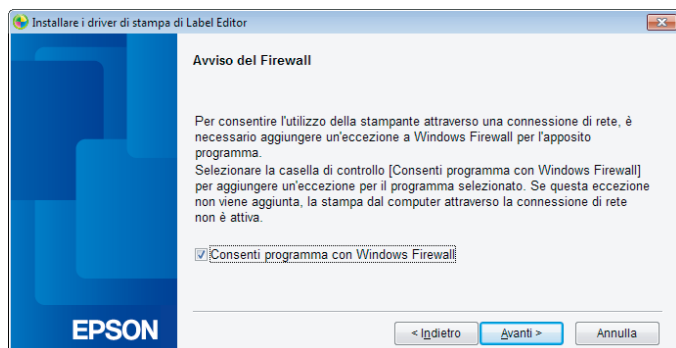 Installare i driver di stampa di Label Editor
Avviso del Firewall
Per consentire l'utilizzo della stampante attraverso una connessione di rete, è
necessario aggiungere un'eccezione a Windows Firewall per l'apposito
programma.
Selezionare la casella di controllo [Consenti programma con Windows Firewall]
per aggiungere un'eccezione per il programma selezionato. Se questa eccezione
non viene aggiunta, la stampa dal computer attraverso la connessione di rete
non è attiva.
Consenti programma con Windows Firewall
EPSON
< Indietro
Avanti >
Annulla